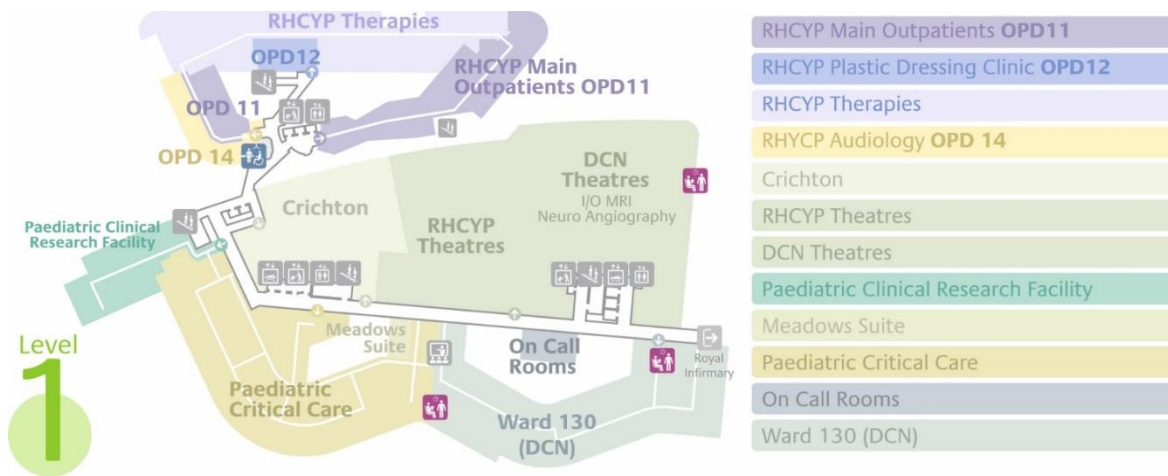 RHCYP Therapies
OPD12
RHCYP Main
Outpatients OPD11
OPD 11
OPD 14
DCN
Theatres
I/O MRI
Neuro Angiography
Crichton
RHCYP
Theatres
Paediatric Clinical
Research Facility
Meadows
Suite
On Call
Rooms
Royal
Infirmary
Paediatric
Critical Care
Ward 130
(DCN)
Level
1
RHCYP Main Outpatients OPD11
RHCYP Plastic Dressing Clinic OPD12
RHCYP Therapies
RHYCP Audiology OPD 14
Crichton
RHCYP Theatres
DCN Theatres
Paediatric Clinical Research Facility
Meadows Suite
Paediatric Critical Care
On Call Rooms
Ward 130 (DCN)